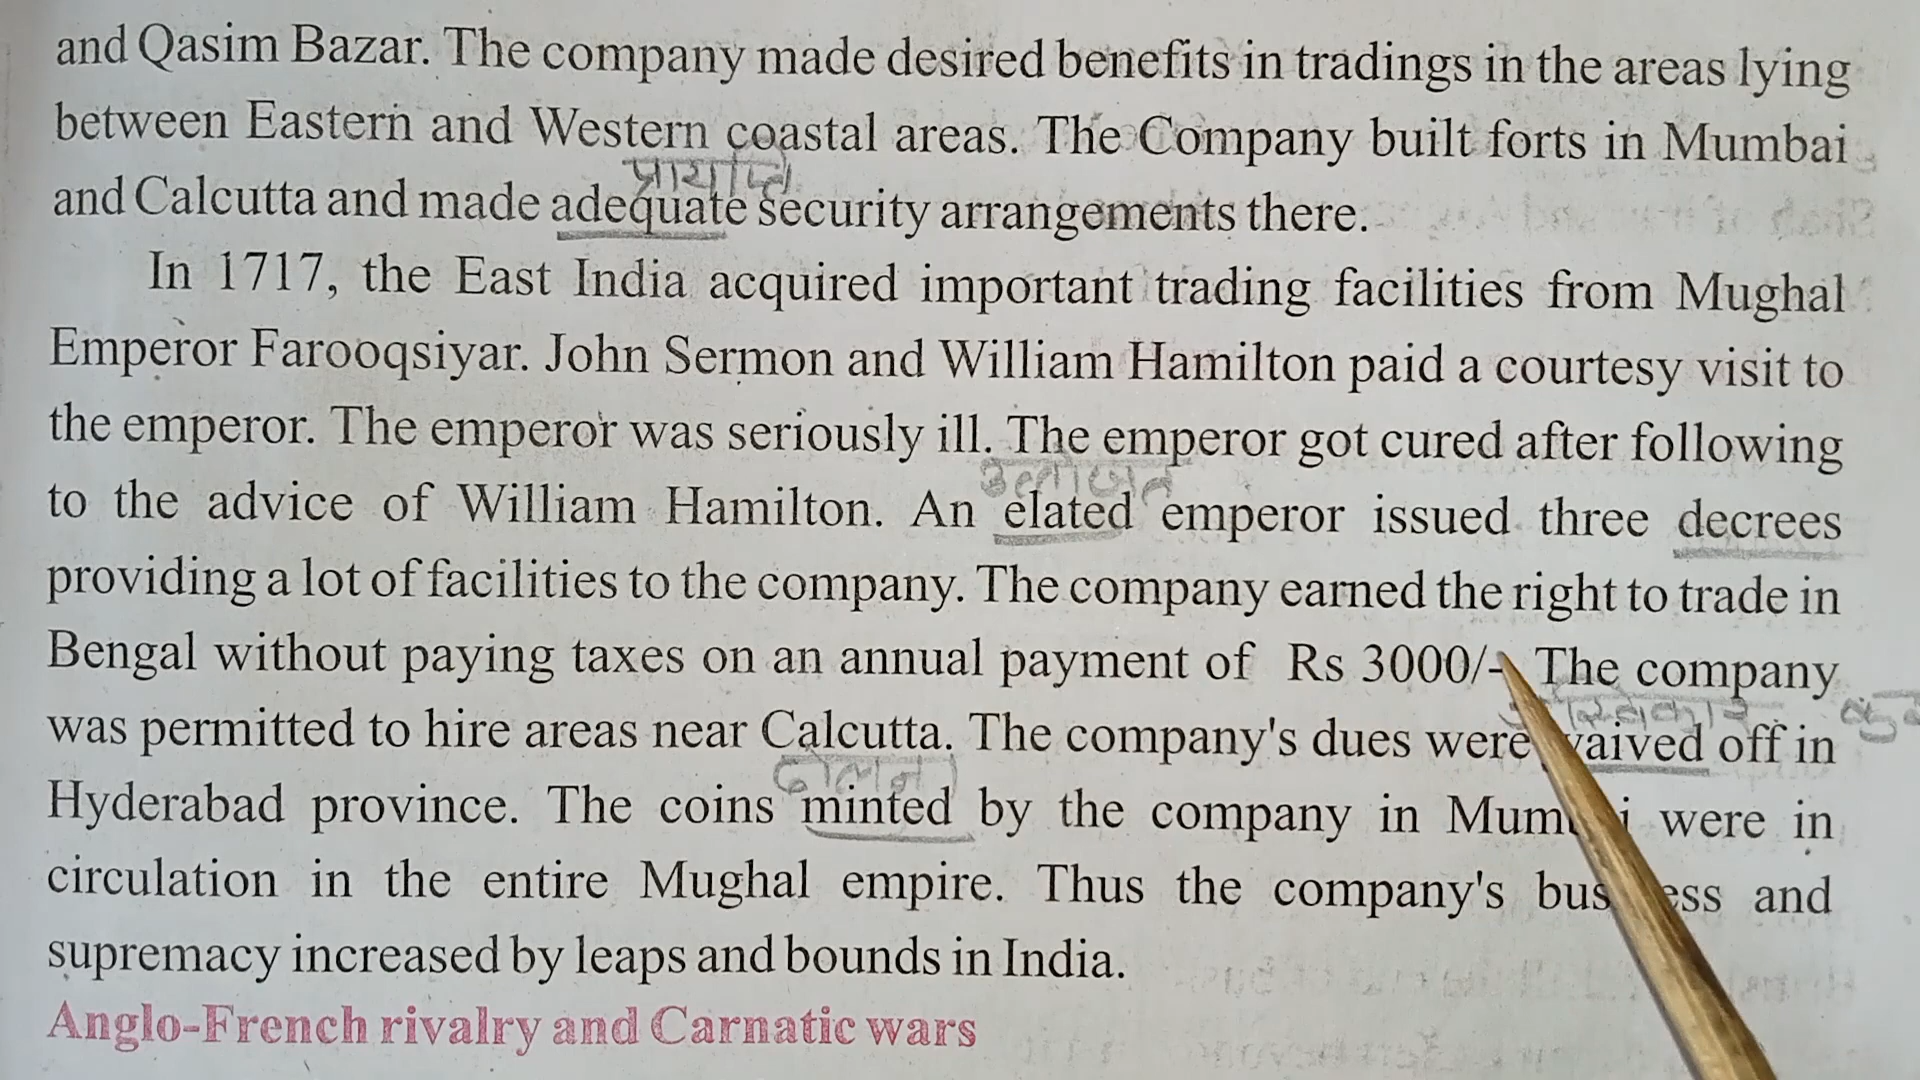 and Qasim Bazar. The company made desired benefits in tradings in the areas lying
between Eastern and Western coastal areas. The Company built forts in Mumbai
प्रायाप्त
and Calcutta and made adequate security arrangements there.
In 1717, the East India acquired important trading facilities from Mughal
Emperor Farooqsiyar. John Sermon and William Hamilton paid a courtesy visit to
the emperor. The emperor was seriously ill. The emperor got cured after following
to the advice of William Hamilton. An elated emperor issued three decrees
providing a lot of facilities to the company. The company earned the right to trade in
Bengal without paying taxes on an annual payment of Rs 3000/- The company
was permitted to hire areas near Calcutta. The company's dues were waived off in
Hyderabad province. The coins minted by the company in Mumbai were in
circulation in the entire Mughal empire. Thus the company's business and
supremacy increased by leaps and bounds in India.
Anglo-French rivalry and Carnatic wars